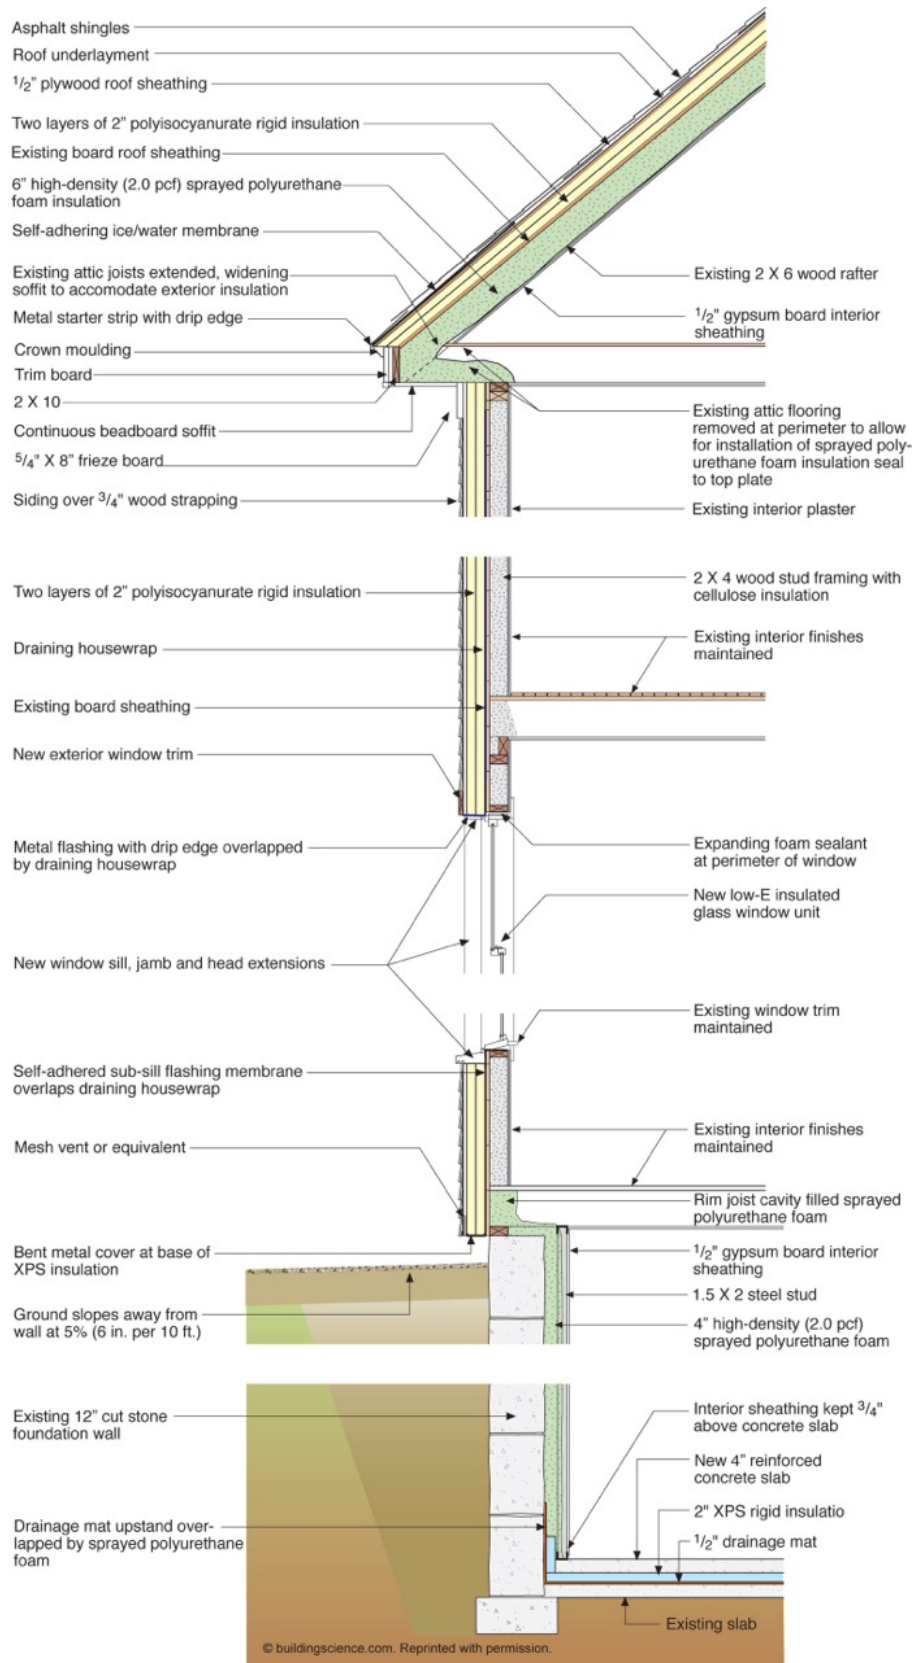 Asphalt shingles
Roof underlayment
1/2" plywood roof sheathing
Two layers of 2" polyisocyanurate rigid insulation
Existing board roof sheathing
6" high-density (2.0 pcf) sprayed polyurethane
foam insulation
Self-adhering ice/water membrane
Existing attic joists extended, widening
soffit to accomodate exterior insulation
Metal starter strip with drip edge
Crown moulding
Trim board
2 X 10
Continuous beadboard soffit
5/4" X 8" frieze board
Siding over 3/4" wood strapping
Existing 2 X 6 wood rafter
1/2" gypsum board interior
sheathing
Existing attic flooring
removed at perimeter to allow
for installation of sprayed poly-
urethane foam insulation seal
to top plate
Existing interior plaster
Two layers of 2" polyisocyanurate rigid insulation
Draining housewrap
Existing board sheathing
New exterior window trim
Metal flashing with drip edge overlapped
by draining housewrap
New window sill, jamb and head extensions
2 X 4 wood stud framing with
cellulose insulation
Existing interior finishes
maintained
Expanding foam sealant
at perimeter of window
New low-E insulated
glass window unit
Self-adhered sub-sill flashing membrane
overlaps draining housewrap
Mesh vent or equivalent
Bent metal cover at base of
XPS insulation
Ground slopes away from
wall at 5% (6 in. per 10 ft.)
Existing window trim
maintained
Existing interior finishes
maintained
Rim joist cavity filled sprayed
polyurethane foam
1/2" gypsum board interior
sheathing
1.5 X 2 steel stud
4" high-density (2.0 pcf)
sprayed polyurethane foam
Existing 12" cut stone
foundation wall
Drainage mat upstand over-
lapped by sprayed polyurethane
foam
Interior sheathing kept 3/4"
above concrete slab
New 4" reinforced
concrete slab
2" XPS rigid insulatio
1/2" drainage mat
Existing slab
© buildingscience.com. Reprinted with permission.